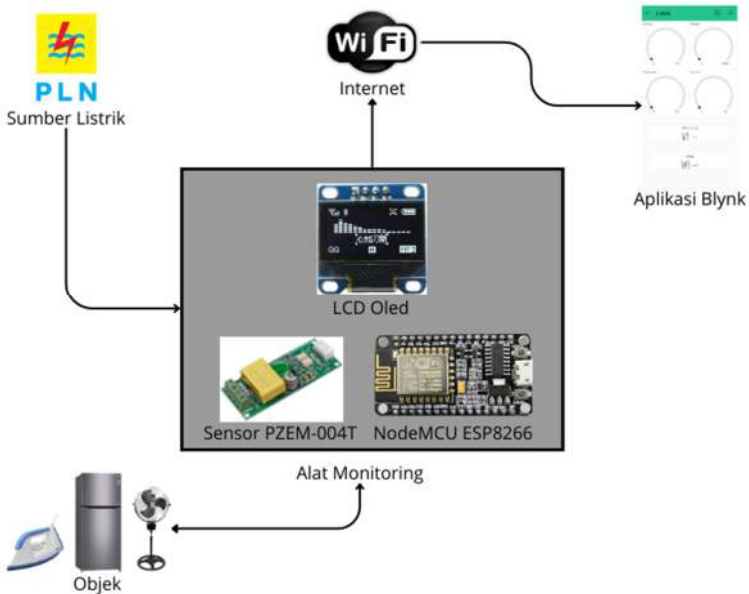 PLN
Sumber Listrik
Wi Fi
Internet
Aplikasi Blynk
LCD Oled
Sensor PZEM-004T
NodeMCU ESP8266
Alat Monitoring
Objek